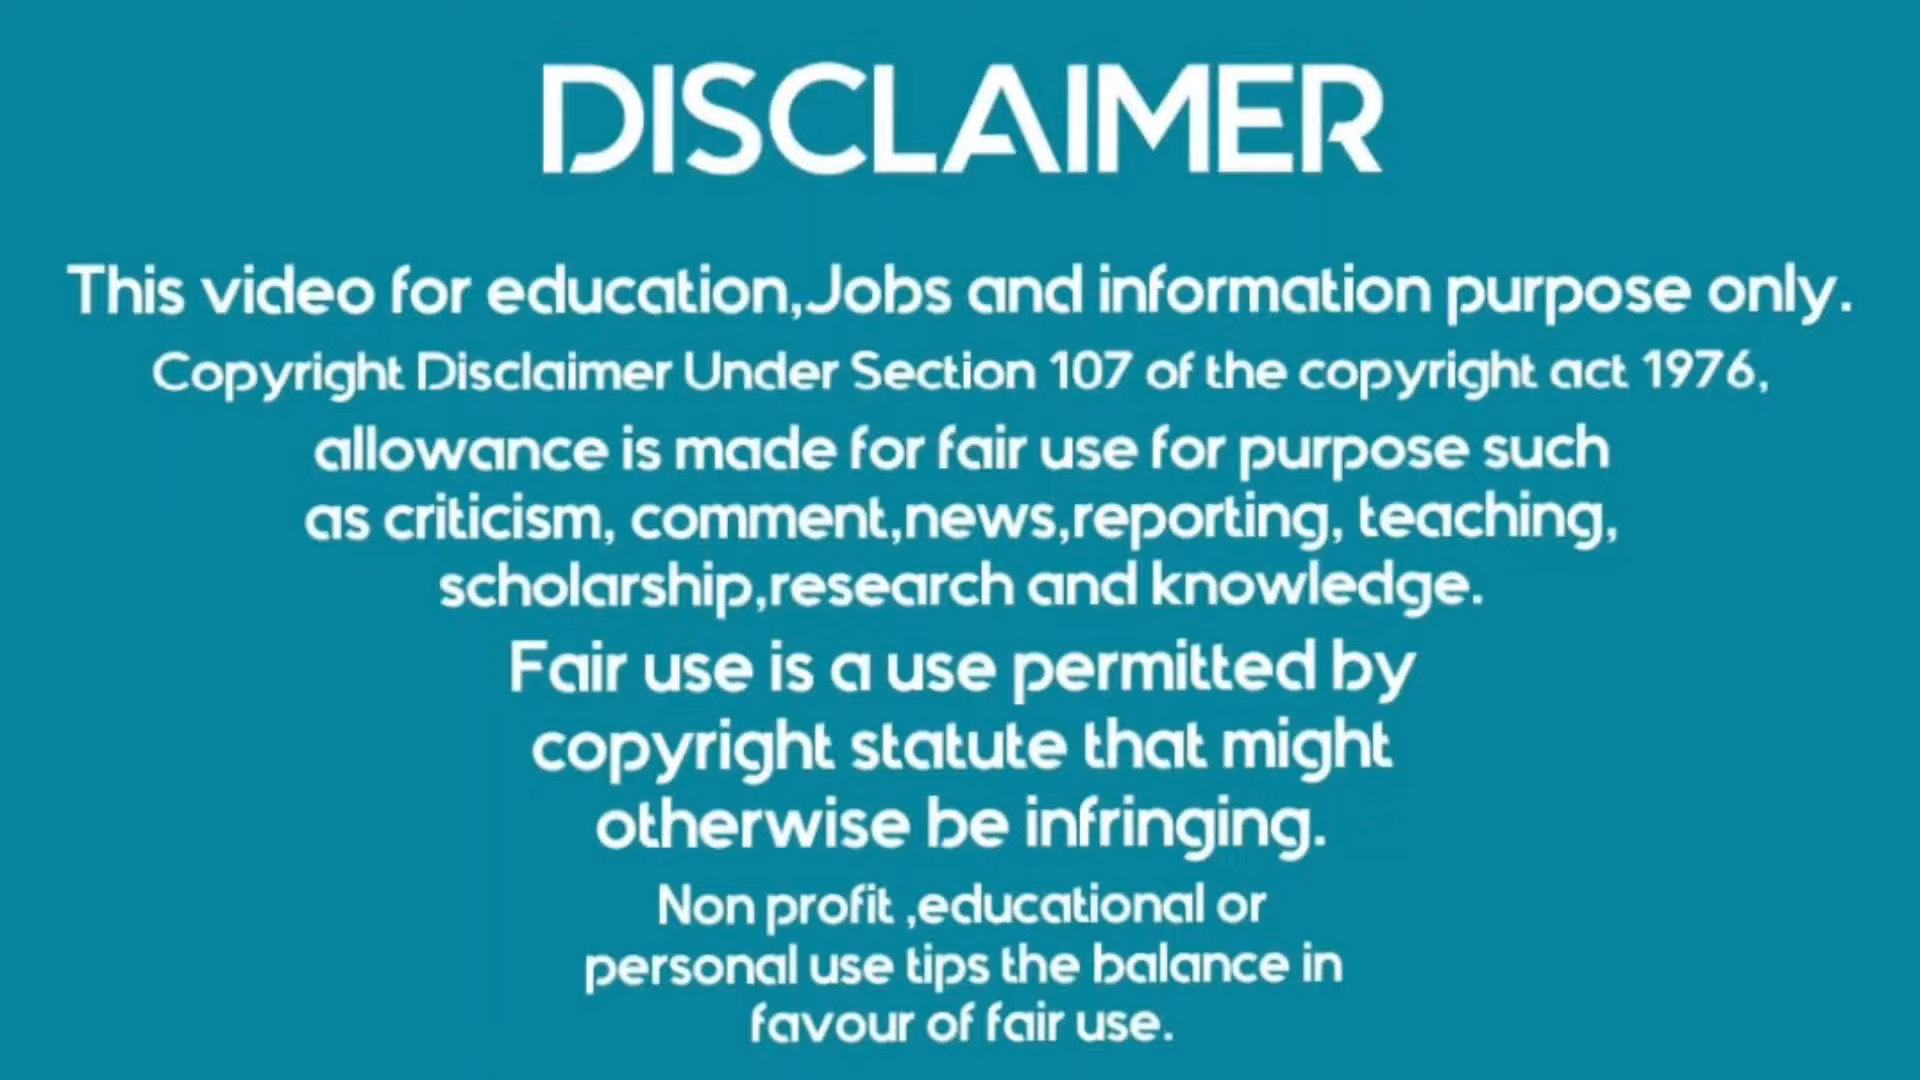 DISCLAIMER
This video for education,Jobs and information purpose only.
Copyright Disclaimer Under Section 107 of the copyright act 1976,
allowance is made for fair use for purpose such
as criticism, comment,news,reporting, teaching,
scholarship,research and knowledge.
Fair use is a use permitted by
copyright statute that might
otherwise be infringing.
Non profit ,educational or
personal use tips the balance in
favour of fair use.